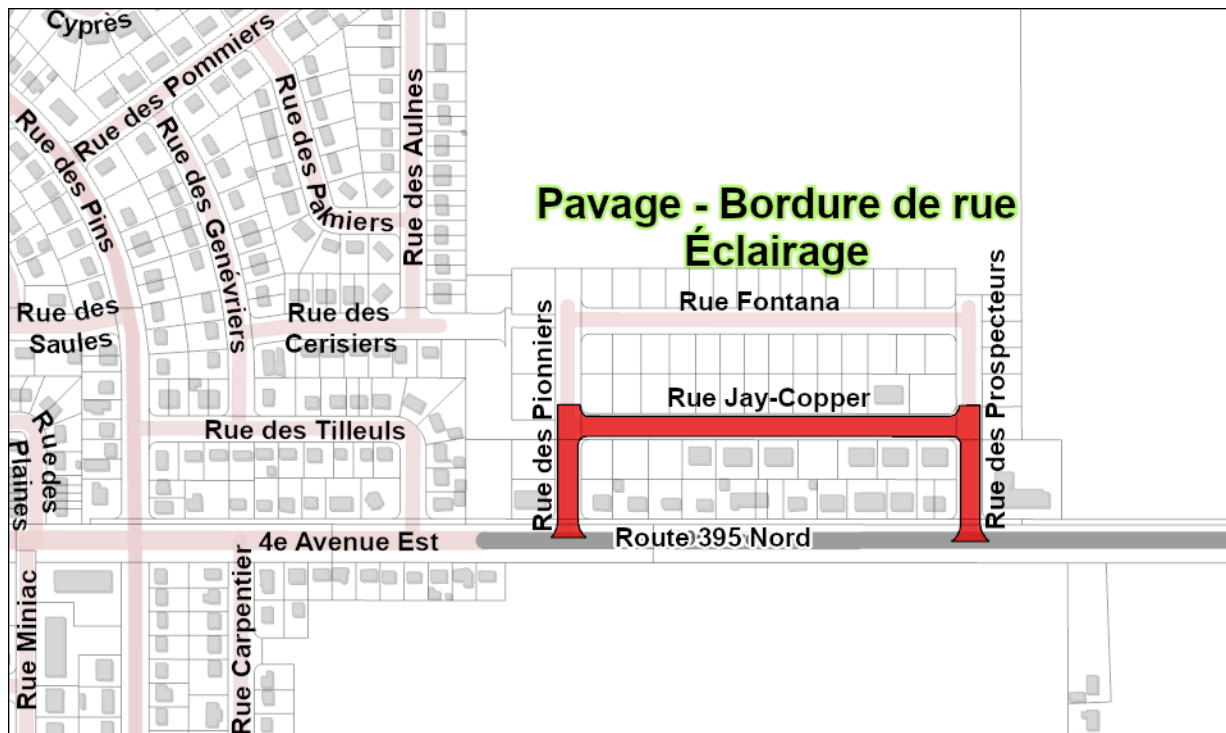 Cyprès
Rue des Pommiers
Rue des Pins
Rue des Genévriers
Rue des Palmiers
Rue des Aulnes
Pavage - Bordure de rue
Éclairage
Rue des
Saules
Rue des
Cerisiers
Rue Fontana
Rue des Pionniers
Rue des Prospecteurs
Rue Jay-Copper
Rue des Tilleuls
Rue des
Plaines
4e Avenue Est
Route 395 Nord
Rue Miniac
Rue Carpentier